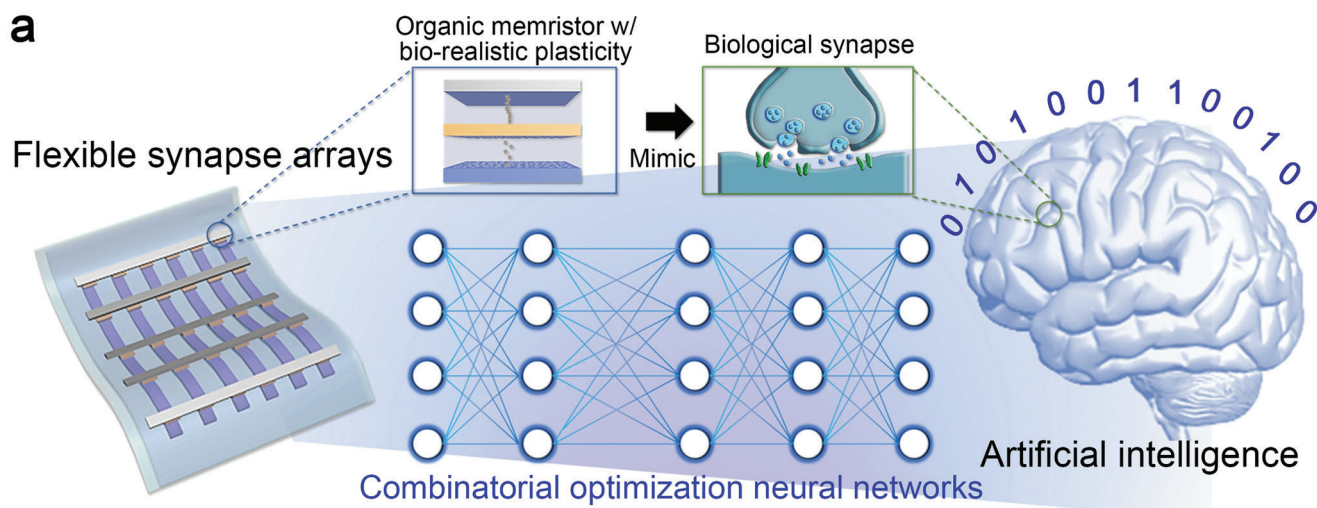 a
Organic memristor w/
bio-realistic plasticity
Biological synapse
Flexible synapse arrays
Mimic
0 1 0 1 0 0 1 1 1 0 0 1 0 0
Artificial intelligence
Combinatorial optimization neural networks